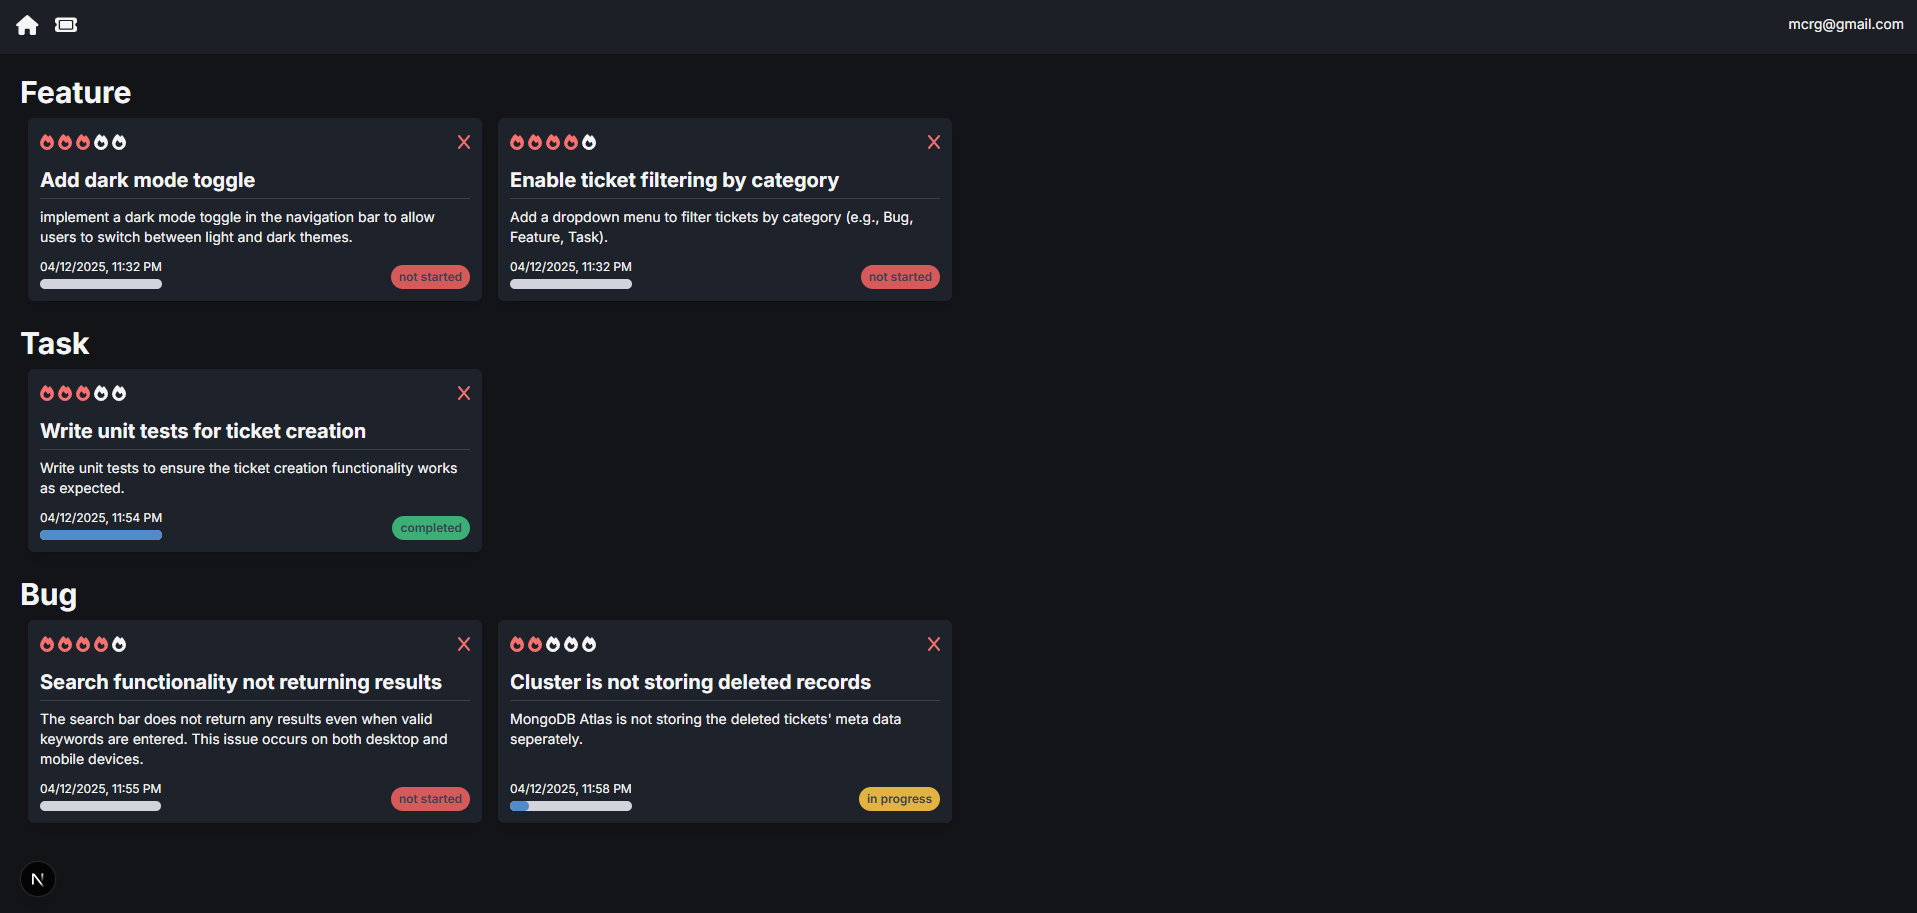 mcrg@gmail.com
Feature
Add dark mode toggle
implement a dark mode toggle in the navigation bar to allow
users to switch between light and dark themes.
04/12/2025, 11:32 PM
not started
Enable ticket filtering by category
Add a dropdown menu to filter tickets by category (e.g., Bug,
Feature, Task).
04/12/2025, 11:32 PM
not started
Task
Write unit tests for ticket creation
Write unit tests to ensure the ticket creation functionality works
as expected.
04/12/2025, 11:54 PM
completed
Bug
Search functionality not returning results
The search bar does not return any results even when valid
keywords are entered. This issue occurs on both desktop and
mobile devices.
04/12/2025, 11:55 PM
not started
Cluster is not storing deleted records
MongoDB Atlas is not storing the deleted tickets' meta data
seperately.
04/12/2025, 11:58 PM
in progress
N